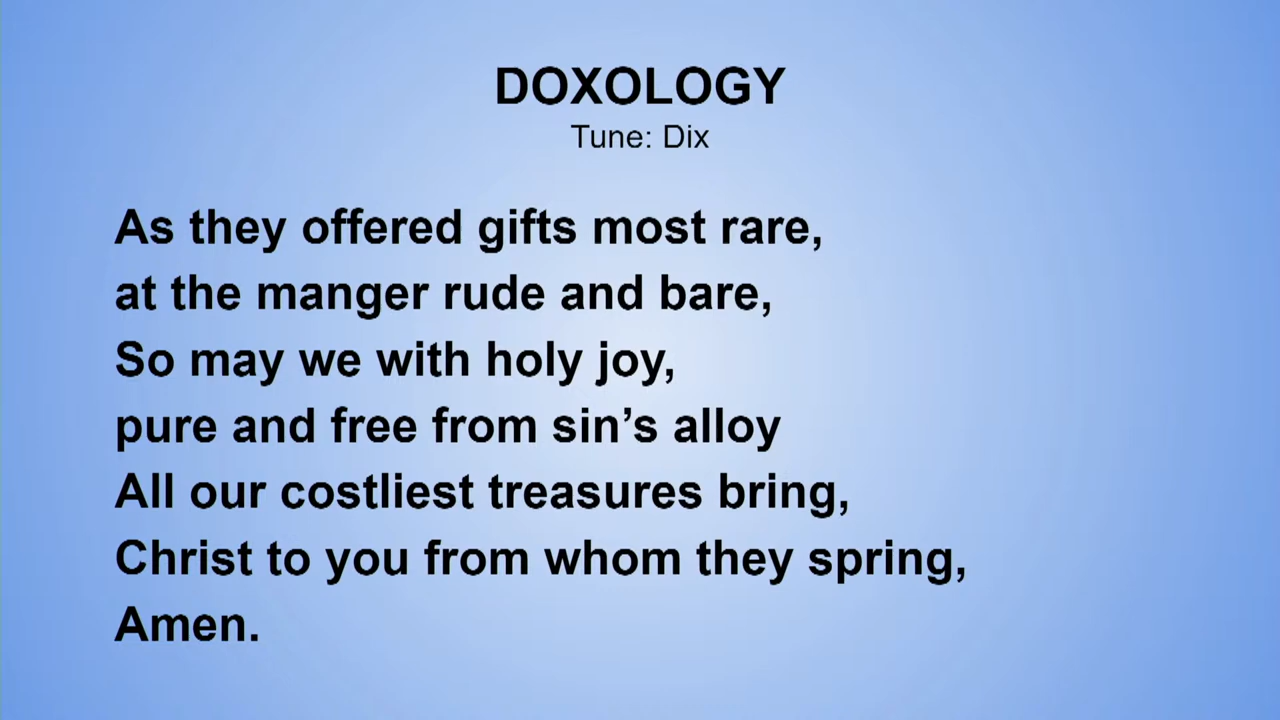 DOXOLOGY
Tune: Dix
As they offered gifts most rare,
at the manger rude and bare,
So may we with holy joy,
pure and free from sin’s alloy
All our costliest treasures bring,
Christ to you from whom they spring,
Amen.